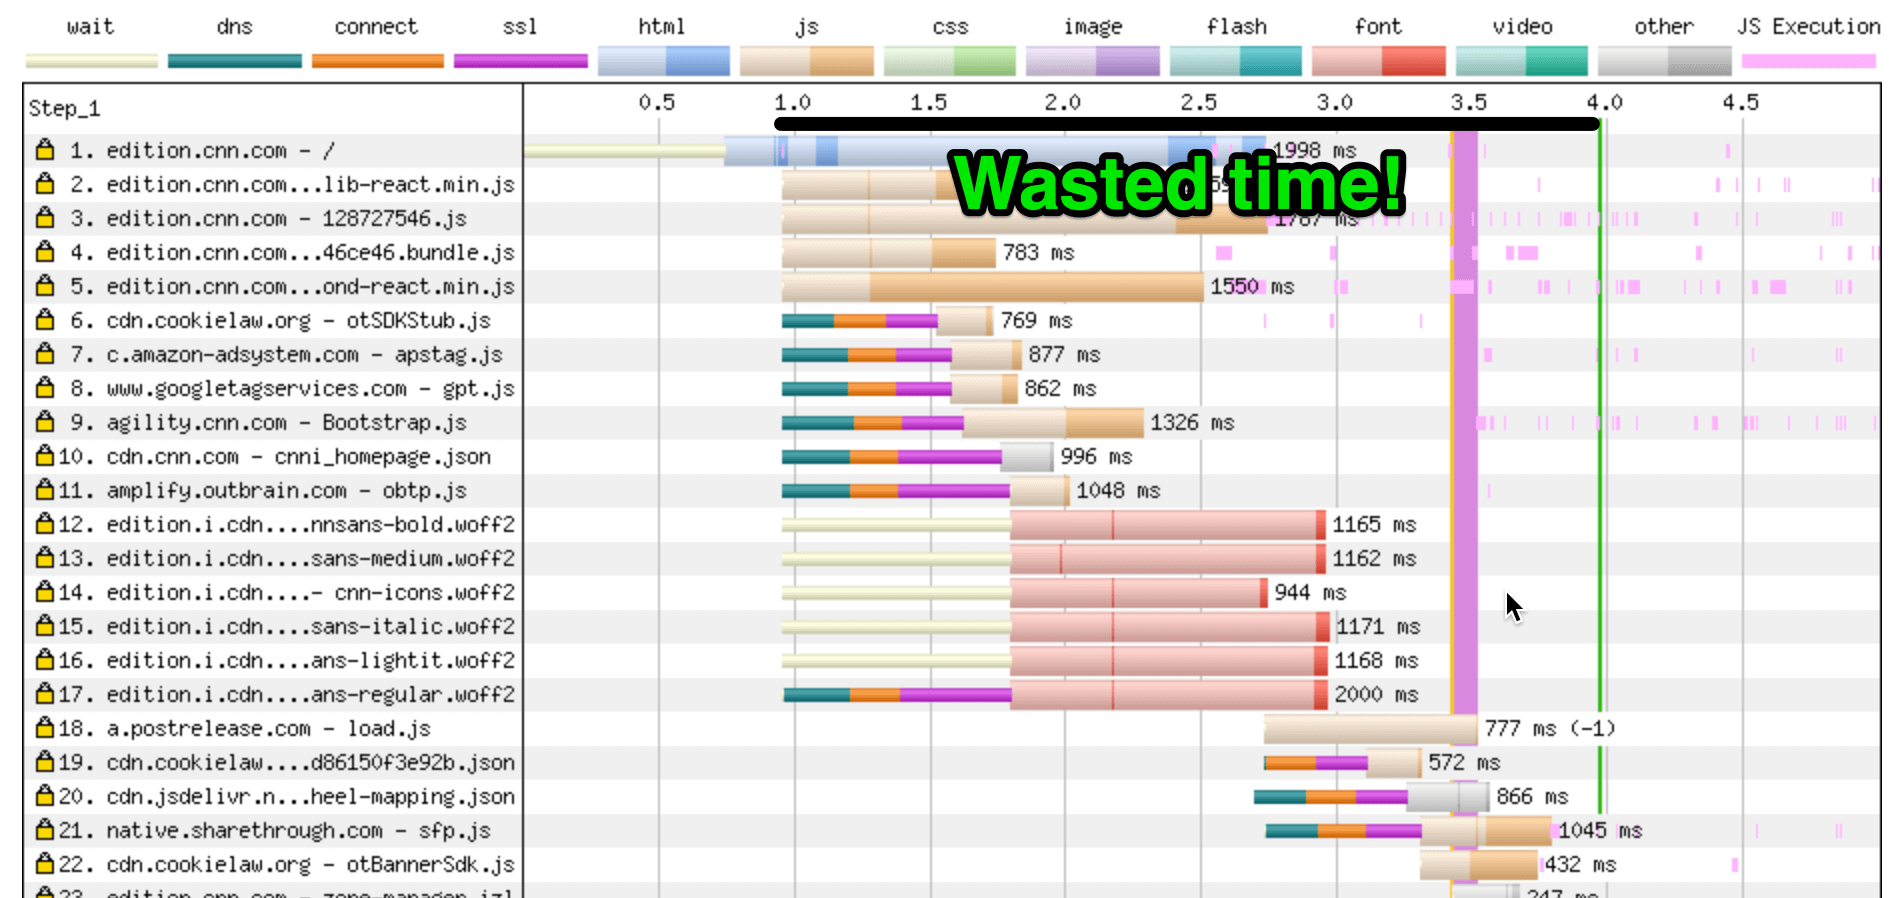 wait dns connect ssl html js css image flash font video other JS Execution
Step_1 0.5 1.0 1.5 2.0 2.5 3.0 3.5 4.0 4.5
1. edition.cnn.com - / 1998 ms
Wasted time!
2. edition.cnn.com...lib-react.min.js
3. edition.cnn.com - 128727546.js 1787 ms
4. edition.cnn.com...46ce46.bundle.js 783 ms
5. edition.cnn.com...ond-react.min.js 1550 ms
6. cdn.cookielaw.org - otSDKStub.js 769 ms
7. c.amazon-adsystem.com - apstag.js 877 ms
8. www.googletagservices.com - gpt.js 862 ms
9. agility.cnn.com - Bootstrap.js 1326 ms
10. cdn.cnn.com - cnni_homepage.json 996 ms
11. amplify.outbrain.com - obtp.js 1048 ms
12. edition.i.cdn....nnsans-bold.woff2 1165 ms
13. edition.i.cdn....sans-medium.woff2 1162 ms
14. edition.i.cdn....- cnn-icons.woff2 944 ms
15. edition.i.cdn....sans-italic.woff2 1171 ms
16. edition.i.cdn....ans-lightit.woff2 1168 ms
17. edition.i.cdn....ans-regular.woff2 2000 ms
18. a.postrelease.com - load.js 777 ms (-1)
19. cdn.cookielaw....d86150f3e92b.json 572 ms
20. cdn.jsdelivr.n...heel-mapping.json 866 ms
21. native.sharethrough.com - sfp.js 1045 ms
22. cdn.cookielaw.org - otBannerSdk.js 432 ms
23. edition.cnn.com - 247 ms